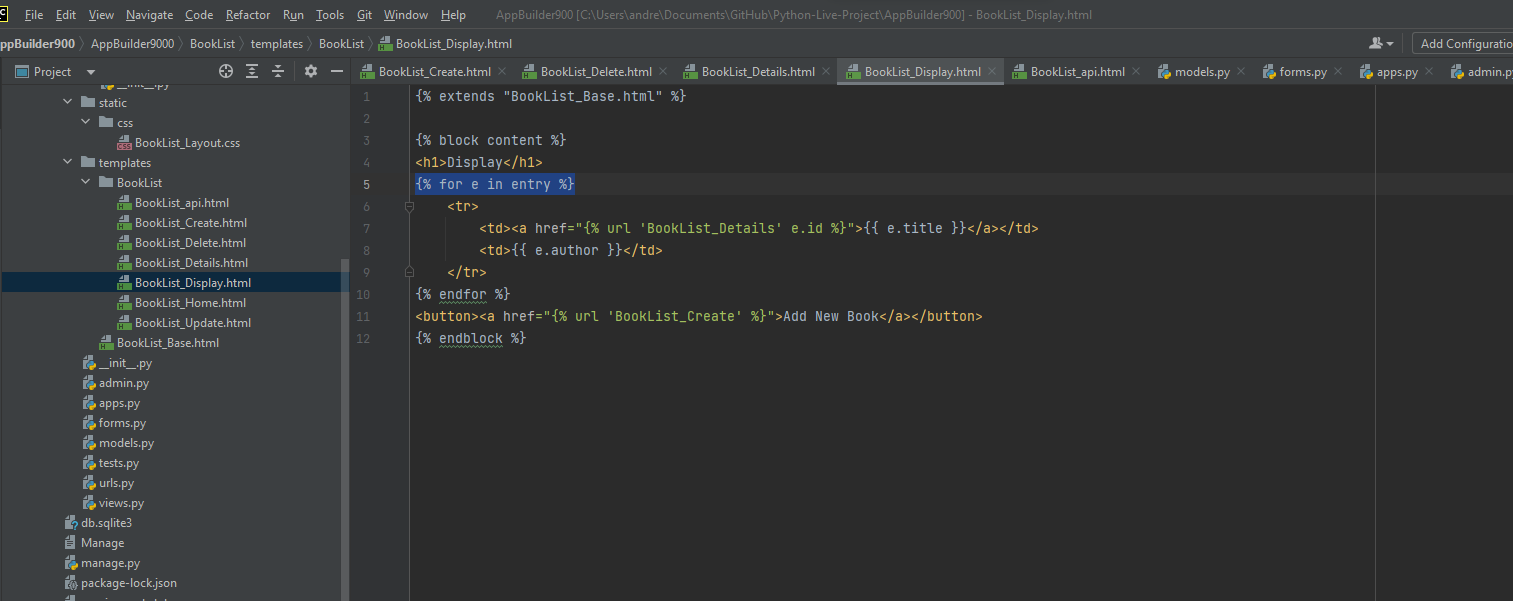 File Edit View Navigate Code Refactor Run Tools Git Window Help AppBuilder900 [C:\Users\andre\Documents\GitHub\Python-Live-Project\AppBuilder900] - BookList_Display.html
ppBuilder900 AppBuilder9000 BookList templates BookList BookList_Display.html Add Configuratio
Project BookList_Create.html BookList_Delete.html BookList_Details.html BookList_Display.html BookList_api.html models.py forms.py apps.py admin.p
__init__.py
static
css
BookList_Layout.css
templates
BookList
BookList_api.html
BookList_Create.html
BookList_Delete.html
BookList_Details.html
BookList_Display.html
BookList_Home.html
BookList_Update.html
BookList_Base.html
__init__.py
admin.py
apps.py
forms.py
models.py
tests.py
urls.py
views.py
db.sqlite3
Manage
manage.py
package-lock.json
1 {% extends "BookList_Base.html" %}
2
3 {% block content %}
4 <h1>Display</h1>
5 {% for e in entry %}
6 <tr>
7 <td><a href="{% url 'BookList_Details' e.id %}">{{ e.title }}</a></td>
8 <td>{{ e.author }}</td>
9 </tr>
10 {% endfor %}
11 <button><a href="{% url 'BookList_Create' %}">Add New Book</a></button>
12 {% endblock %}